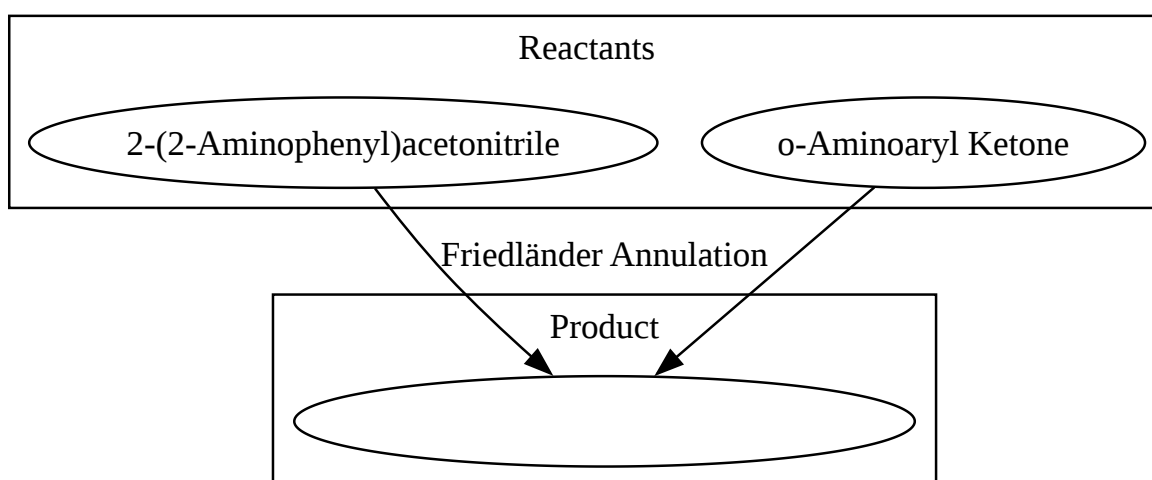 Reactants
2-(2-Aminophenyl)acetonitrile
o-Aminoaryl Ketone
Friedländer Annulation
Product